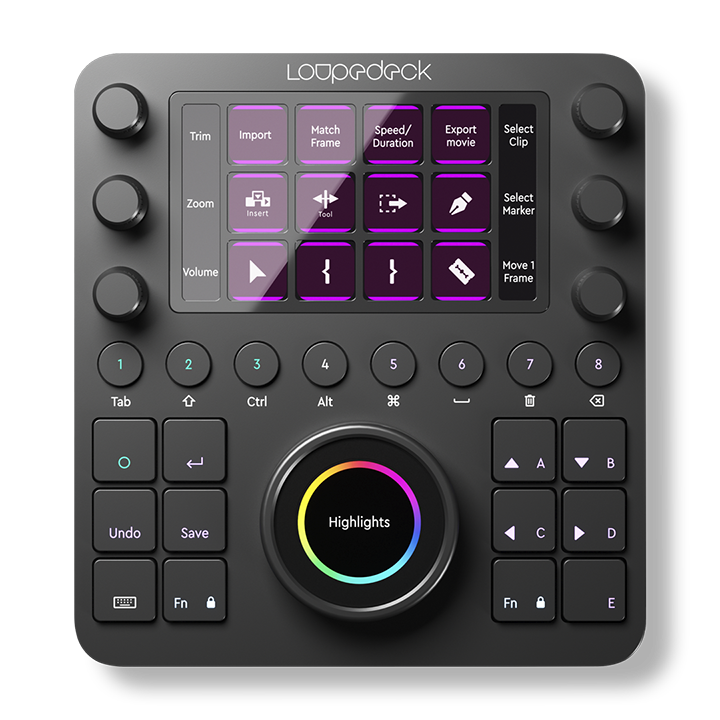 Loupedeck
Trim
Import
Match
Frame
Speed/
Duration
Export
movie
Select
Clip
Zoom
Insert
Tool
Select
Marker
Volume
{
}
Move 1
Frame
1 2 3 4 5 6 7 8
Tab ⇧ Ctrl Alt ⌘
A B
Undo Save
Highlights
C D
Fn
Fn
E